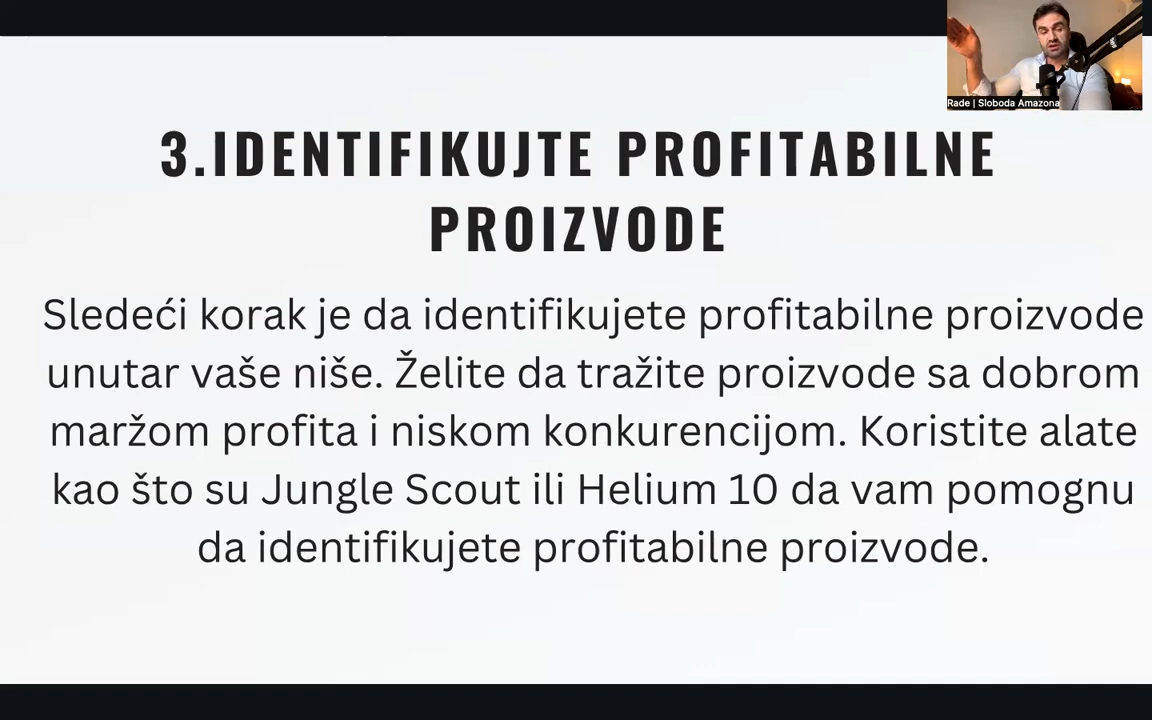 Rade | Sloboda Amazona
3.IDENTIFIKUJTE PROFITABILNE
PROIZVODE
Sledeći korak je da identifikujete profitabilne proizvode
unutar vaše niše. Želite da tražite proizvode sa dobrom
maržom profita i niskom konkurencijom. Koristite alate
kao što su Jungle Scout ili Helium 10 da vam pomognu
da identifikujete profitabilne proizvode.